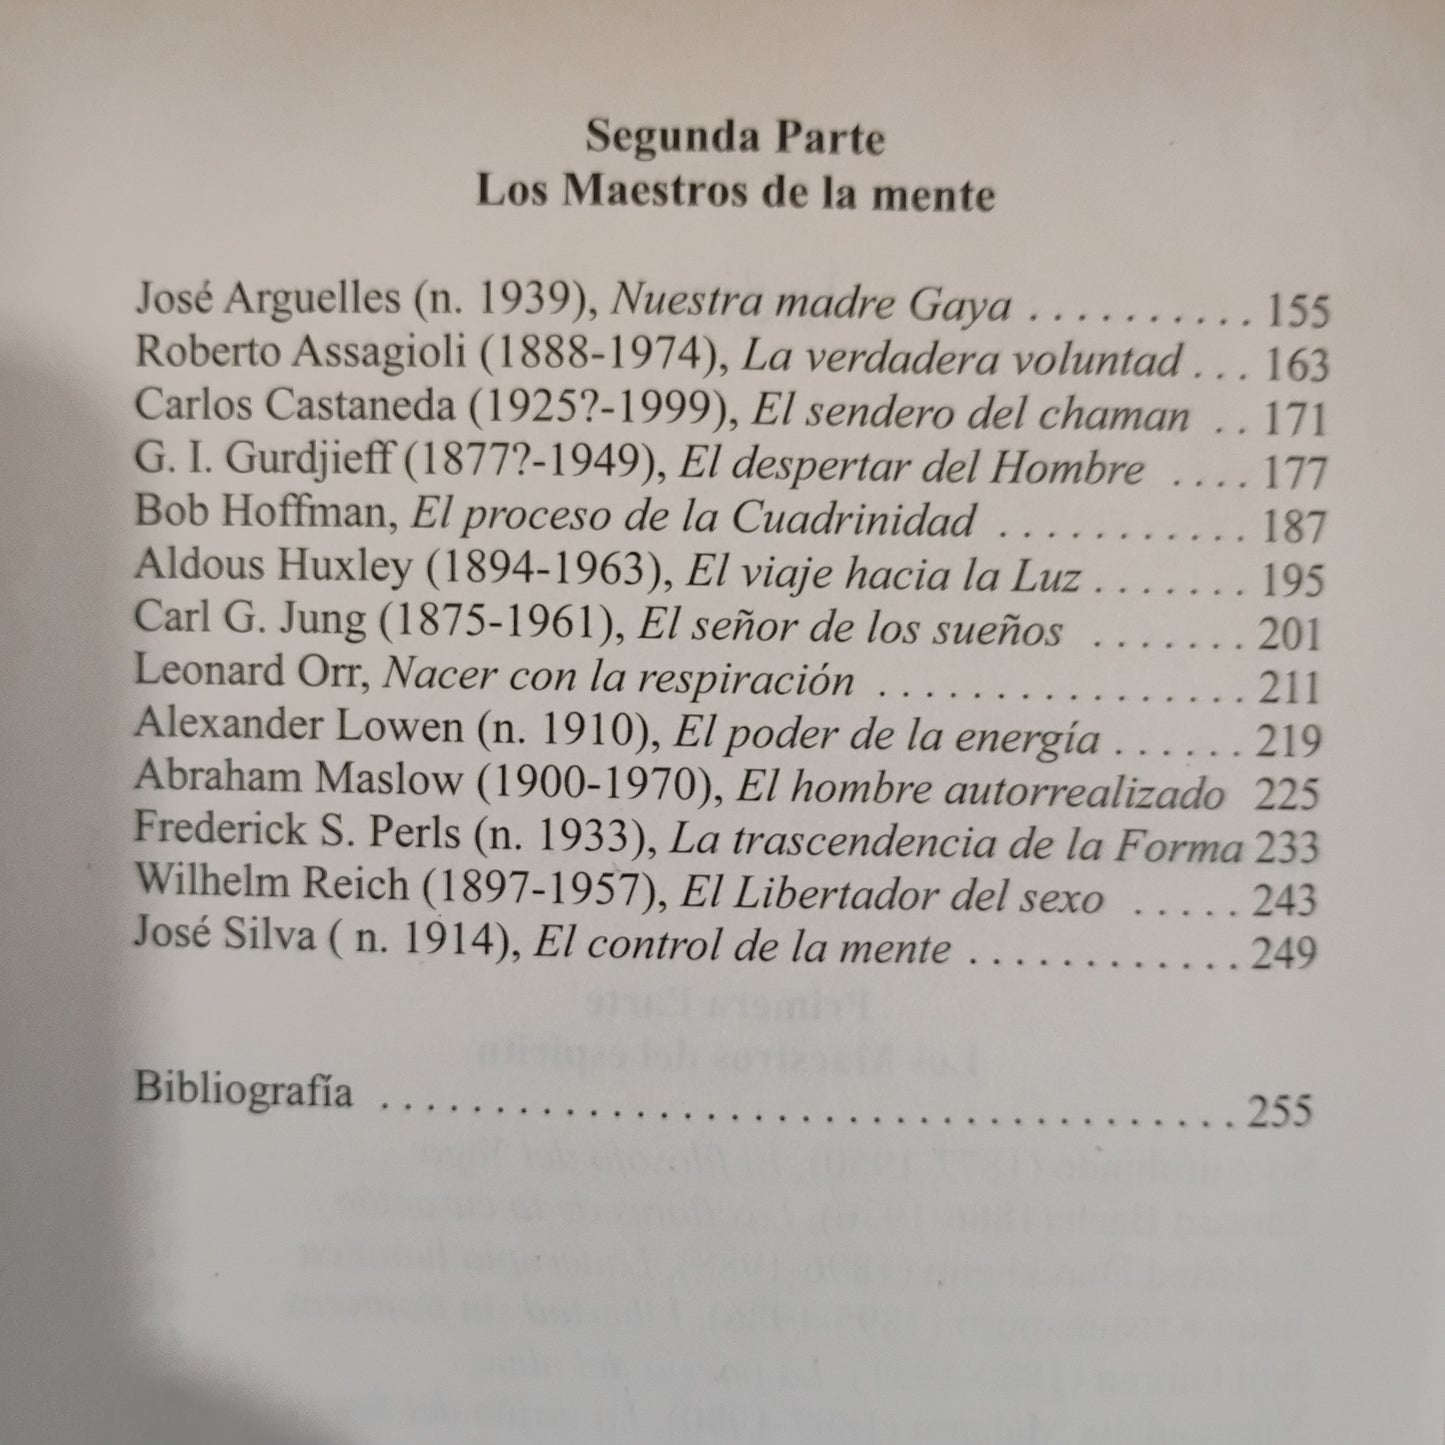 Segunda Parte
Los Maestros de la mente
José Arguelles (n. 1939), Nuestra madre Gaya . . . . . . . . . . 155
Roberto Assagioli (1888-1974), La verdadera voluntad . . . 163
Carlos Castaneda (1925?-1999), El sendero del chaman . . 171
G. I. Gurdjieff (1877?-1949), El despertar del Hombre . . . . 177
Bob Hoffman, El proceso de la Cuadrinidad . . . . . . . . . . . 187
Aldous Huxley (1894-1963), El viaje hacia la Luz . . . . . . . 195
Carl G. Jung (1875-1961), El señor de los sueños . . . . . . . 201
Leonard Orr, Nacer con la respiración . . . . . . . . . . . . . . . . . 211
Alexander Lowen (n. 1910), El poder de la energía . . . . . . 219
Abraham Maslow (1900-1970), El hombre autorrealizado 225
Frederick S. Perls (n. 1933), La trascendencia de la Forma 233
Wilhelm Reich (1897-1957), El Libertador del sexo . . . . . 243
José Silva ( n. 1914), El control de la mente . . . . . . . . . . . . 249
Primera Parte
Los Maestros del espíritu
Bibliografía . . . . . . . . . . . . . . . . . . . . . . . . . . . . . . . . . . . . . 255